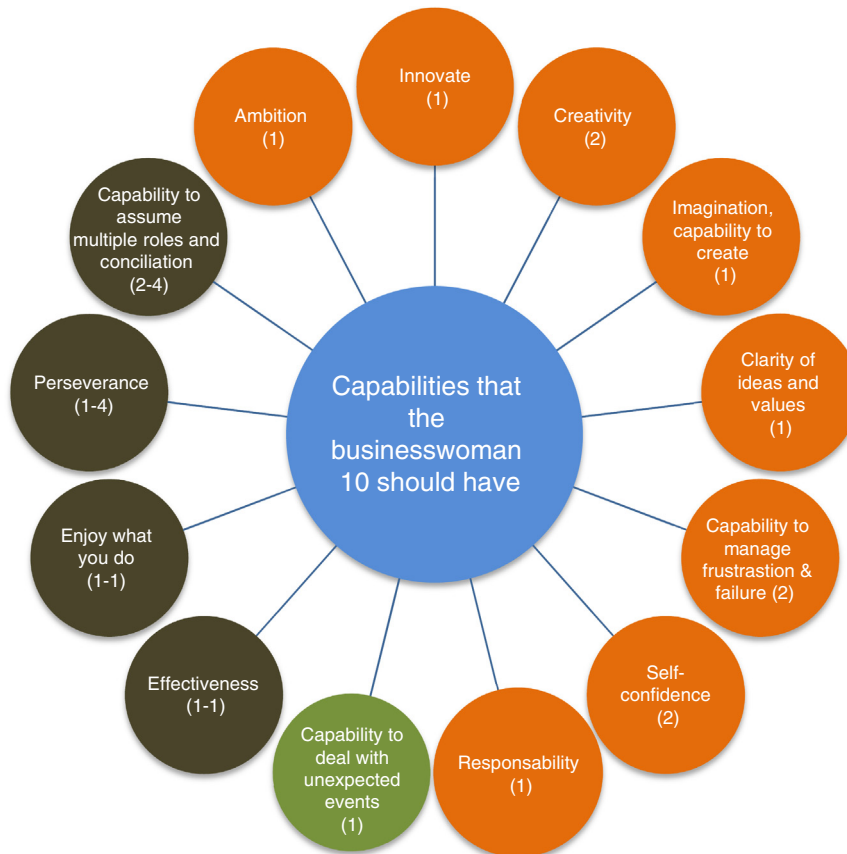 Innovate
(1)
Creativity
(2)
Imagination,
capability to
create
(1)
Clarity of
ideas and
values
(1)
Capability to
manage
frustrastion &
failure (2)
Self-
confidence
(2)
Responsability
(1)
Capability to
deal with
unexpected
events
(1)
Effectiveness
(1-1)
Enjoy what
you do
(1-1)
Perseverance
(1-4)
Capability to
assume
multiple roles and
conciliation
(2-4)
Ambition
(1)
Capabilities that
the
businesswoman
10 should have